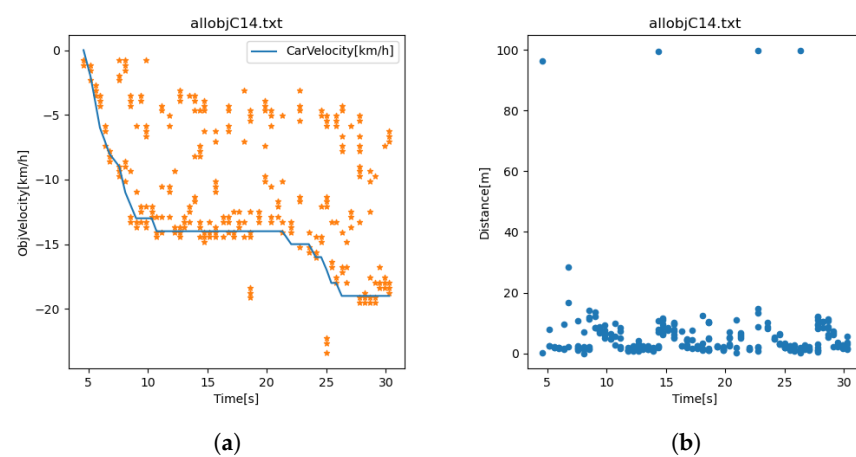 allobjC14.txt
CarVelocity[km/h]
ObjVelocity[km/h]
0
−5
−10
−15
−20
5 10 15 20 25 30
Time[s]
(a)
allobjC14.txt
Distance[m]
100
80
60
40
20
0
5 10 15 20 25 30
Time[s]
(b)